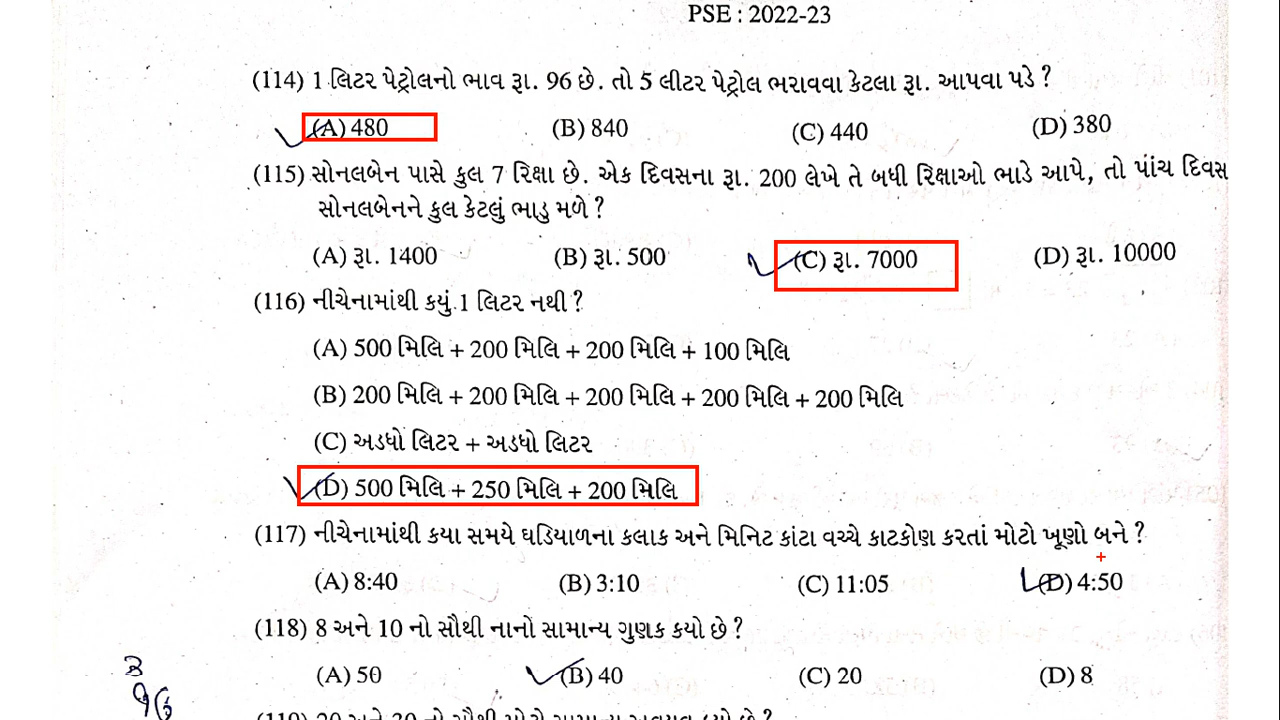 PSE : 2022-23
(114) 1 લિટર પેટ્રોલનો ભાવ રૂા. 96 છે. તો 5 લીટર પેટ્રોલ ભરાવવા કેટલા રૂા. આપવા પડે ?
(A) 480 (B) 840 (C) 440 (D) 380
(115) સોનલબેન પાસે કુલ 7 રિક્ષા છે. એક દિવસના રૂા. 200 લેખે તે બધી રિક્ષાઓ ભાડે આપે, તો પાંચ દિવસ
સોનલબેનને કુલ કેટલું ભાડુ મળે ?
(A) રૂા. 1400 (B) રૂા. 500 (C) રૂા. 7000 (D) રૂા. 10000
(116) નીચેનામાંથી કયું 1 લિટર નથી ?
(A) 500 મિલિ + 200 મિલિ + 200 મિલિ + 100 મિલિ
(B) 200 મિલિ + 200 મિલિ + 200 મિલિ + 200 મિલિ + 200 મિલિ
(C) અડધો લિટર + અડધો લિટર
(D) 500 મિલિ + 250 મિલિ + 200 મિલિ
(117) નીચેનામાંથી કયા સમયે ઘડિયાળના કલાક અને મિનિટ કાંટા વચ્ચે કાટકોણ કરતાં મોટો ખૂણો બને ?
(A) 8:40 (B) 3:10 (C) 11:05 (D) 4:50
(118) 8 અને 10 નો સૌથી નાનો સામાન્ય ગુણક કયો છે ?
(A) 50 (B) 40 (C) 20 (D) 8